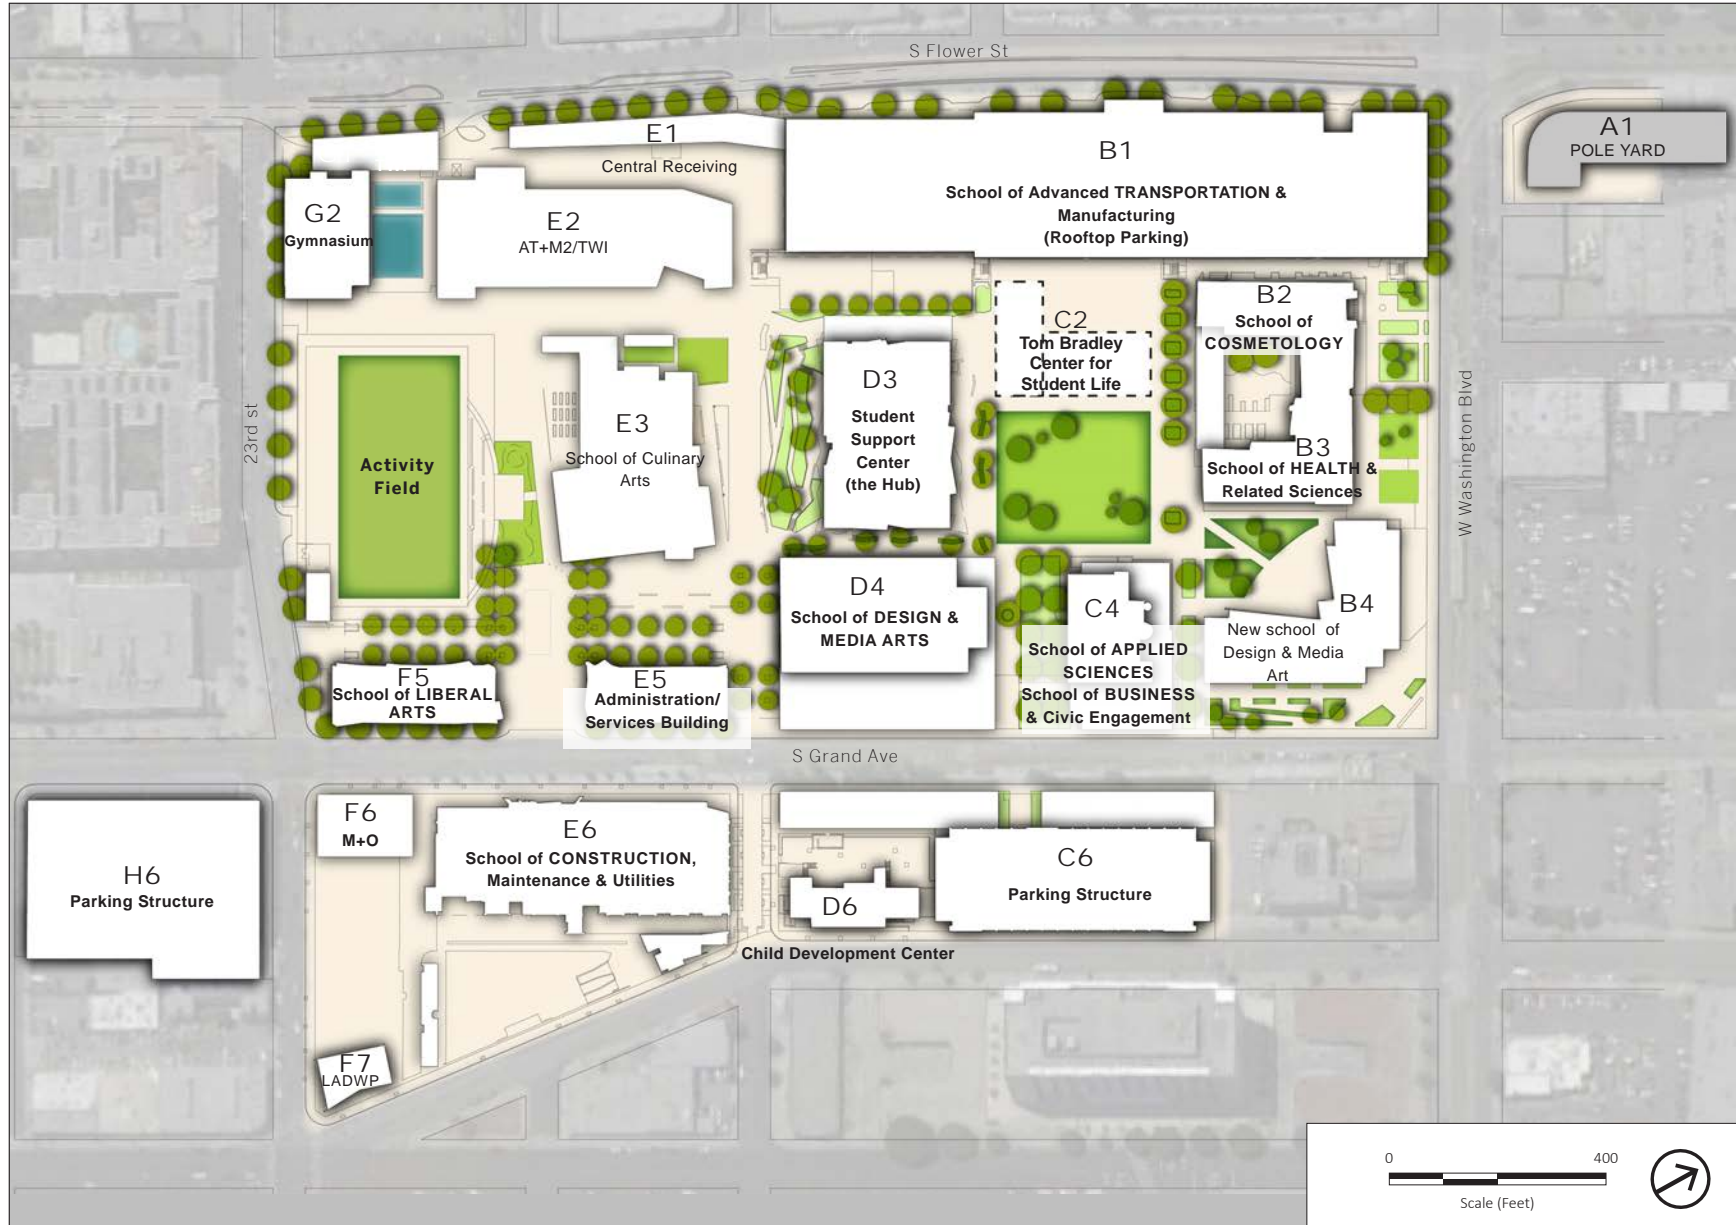 S Flower St
A1
POLE YARD
E1
Central Receiving
B1
School of Advanced TRANSPORTATION &
Manufacturing
(Rooftop Parking)
G2
Gymnasium
E2
AT+M2/TWI
B2
School of
COSMETOLOGY
C2
Tom Bradley
Center for
Student Life
D3
Student
Support
Center
(the Hub)
E3
School of Culinary
Arts
23rd st
Activity
Field
B3
School of HEALTH &
Related Sciences
W Washington Blvd
D4
School of DESIGN &
MEDIA ARTS
C4
School of APPLIED
SCIENCES
School of BUSINESS
& Civic Engagement
B4
New school of
Design & Media
Art
F5
School of LIBERAL
ARTS
E5
Administration/
Services Building
S Grand Ave
F6
M+O
E6
School of CONSTRUCTION,
Maintenance & Utilities
H6
Parking Structure
C6
Parking Structure
D6
Child Development Center
F7
LADWP
0 400
Scale (Feet)